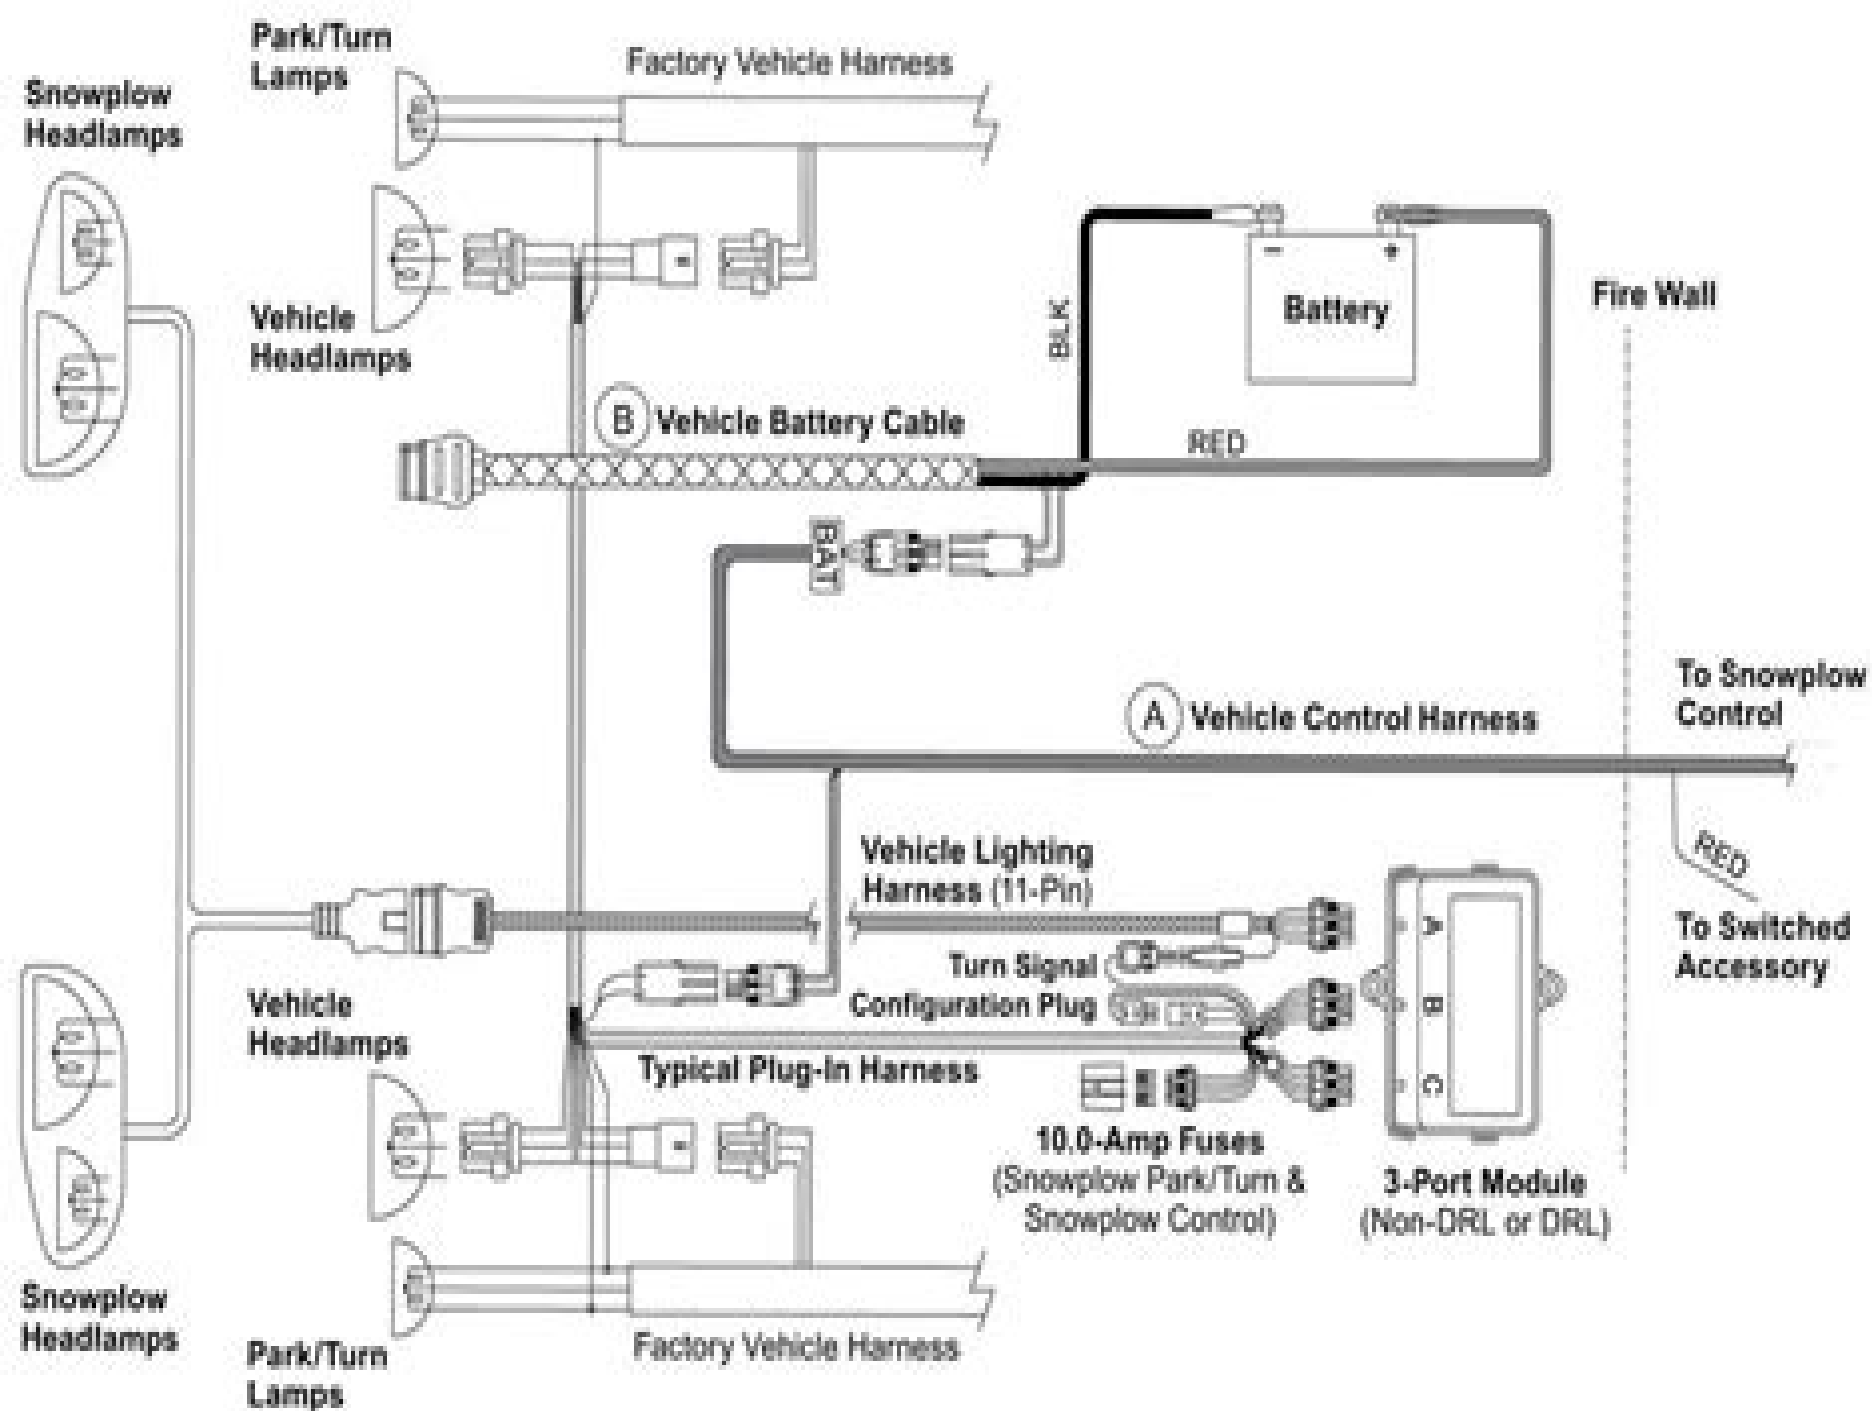 Park/Turn
Lamps
Factory Vehicle Harness
Snowplow
Headlamps
Vehicle
Headlamps
BLK
- +
Battery
Fire Wall
B Vehicle Battery Cable
RED
BAT
To Snowplow
Control
A Vehicle Control Harness
RED
To Switched
Accessory
Vehicle Lighting
Harness (11-Pin)
Turn Signal
Configuration Plug
A
B
C
Vehicle
Headlamps
Typical Plug-In Harness
10.0-Amp Fuses
(Snowplow Park/Turn &
Snowplow Control)
3-Port Module
(Non-DRL or DRL)
Snowplow
Headlamps
Park/Turn
Lamps
Factory Vehicle Harness